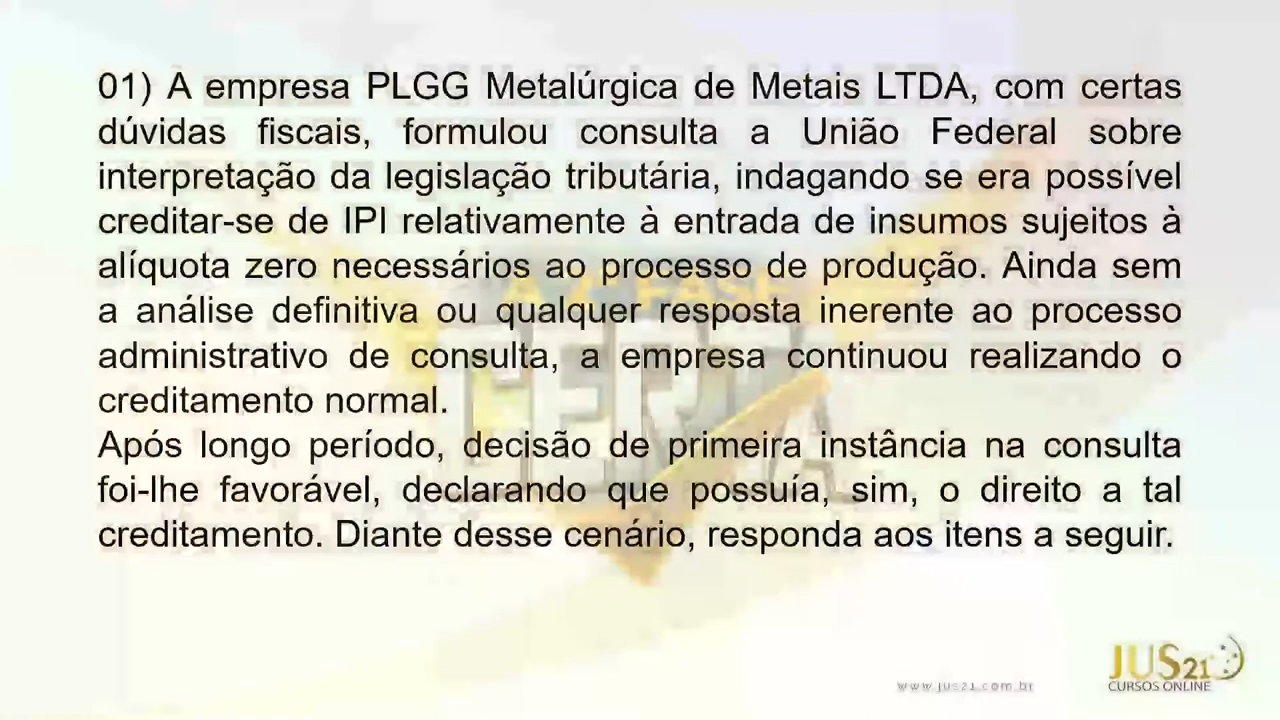 01) A empresa PLGG Metalúrgica de Metais LTDA, com certas
dúvidas fiscais, formulou consulta a União Federal sobre
interpretação da legislação tributária, indagando se era possível
creditar-se de IPI relativamente à entrada de insumos sujeitos à
alíquota zero necessários ao processo de produção. Ainda sem
a análise definitiva ou qualquer resposta inerente ao processo
administrativo de consulta, a empresa continuou realizando o
creditamento normal.
Após longo período, decisão de primeira instância na consulta
foi-lhe favorável, declarando que possuía, sim, o direito a tal
creditamento. Diante desse cenário, responda aos itens a seguir.
A 2ª FASE
CERTA
JUS21
www.jus21.com.br
CURSOS ONLINE